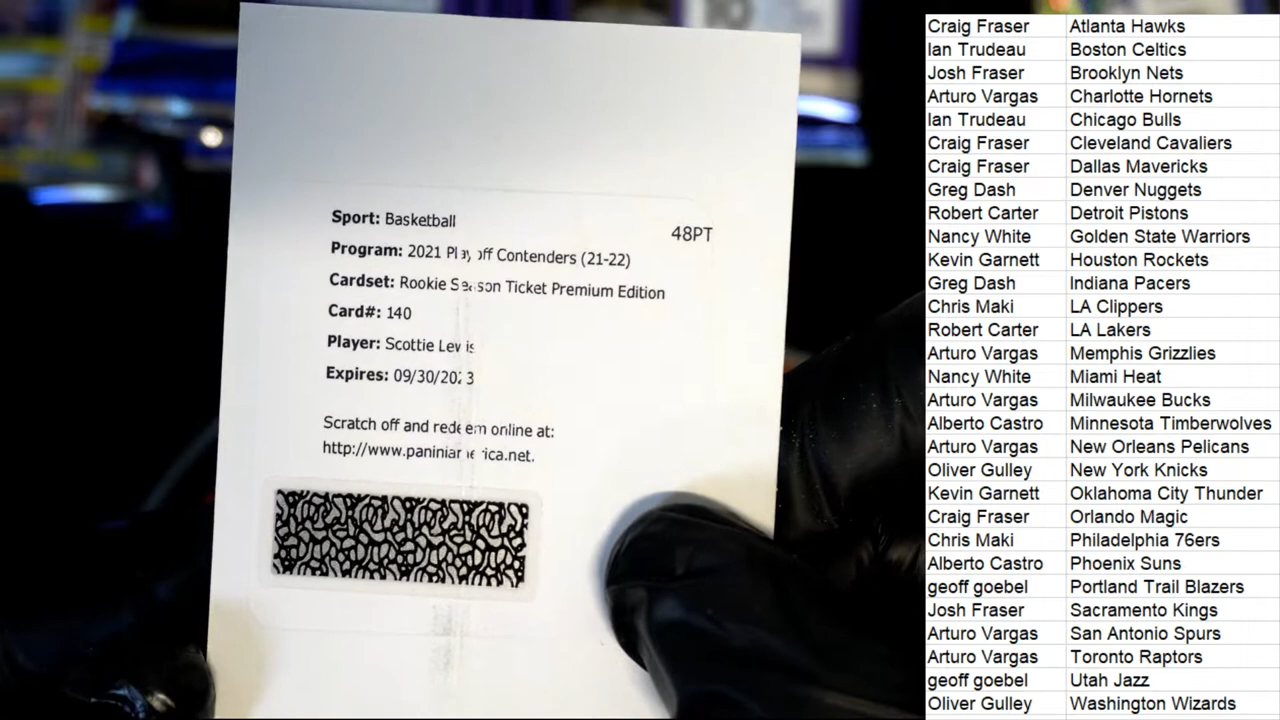 Sport: Basketball
48PT
Program: 2021 Playoff Contenders (21-22)
Cardset: Rookie Season Ticket Premium Edition
Card#: 140
Player: Scottie Lewis
Expires: 09/30/2023
Scratch off and redeem online at:
http://www.paniniamerica.net.
10
Craig Fraser Atlanta Hawks
Ian Trudeau Boston Celtics
Josh Fraser Brooklyn Nets
Arturo Vargas Charlotte Hornets
Ian Trudeau Chicago Bulls
Craig Fraser Cleveland Cavaliers
Craig Fraser Dallas Mavericks
Greg Dash Denver Nuggets
Robert Carter Detroit Pistons
Nancy White Golden State Warriors
Kevin Garnett Houston Rockets
Greg Dash Indiana Pacers
Chris Maki LA Clippers
Robert Carter LA Lakers
Arturo Vargas Memphis Grizzlies
Nancy White Miami Heat
Arturo Vargas Milwaukee Bucks
Alberto Castro Minnesota Timberwolves
Arturo Vargas New Orleans Pelicans
Oliver Gulley New York Knicks
Kevin Garnett Oklahoma City Thunder
Craig Fraser Orlando Magic
Chris Maki Philadelphia 76ers
Alberto Castro Phoenix Suns
geoff goebel Portland Trail Blazers
Josh Fraser Sacramento Kings
Arturo Vargas San Antonio Spurs
Arturo Vargas Toronto Raptors
geoff goebel Utah Jazz
Oliver Gulley Washington Wizards